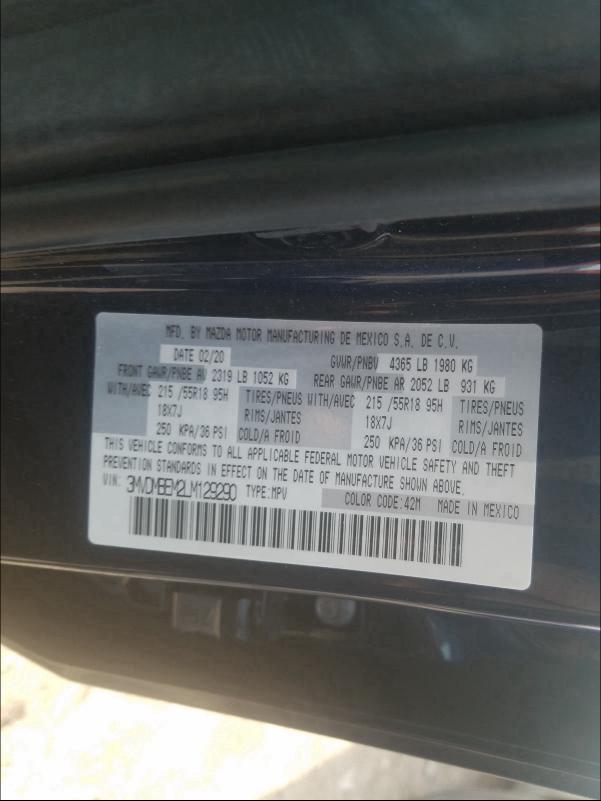 MFD. BY MAZDA MOTOR MANUFACTURING DE MEXICO S.A. DE C.V.
DATE 02/20 GVWR/PNBV 4365 LB 1980 KG
FRONT GAWR/PNBE AV 2319 LB 1052 KG REAR GAWR/PNBE AR 2052 LB 931 KG
WITH/AVEC 215 /55R18 95H TIRES/PNEUS WITH/AVEC 215 /55R18 95H TIRES/PNEUS
18X7J RIMS/JANTES 18X7J RIMS/JANTES
250 KPA/36 PSI COLD/A FROID 250 KPA/36 PSI COLD/A FROID
THIS VEHICLE CONFORMS TO ALL APPLICABLE FEDERAL MOTOR VEHICLE SAFETY AND THEFT
PREVENTION STANDARDS IN EFFECT ON THE DATE OF MANUFACTURE SHOWN ABOVE.
VIN: 3MVDMBEM2LM129290 TYPE:MPV COLOR CODE:42M MADE IN MEXICO